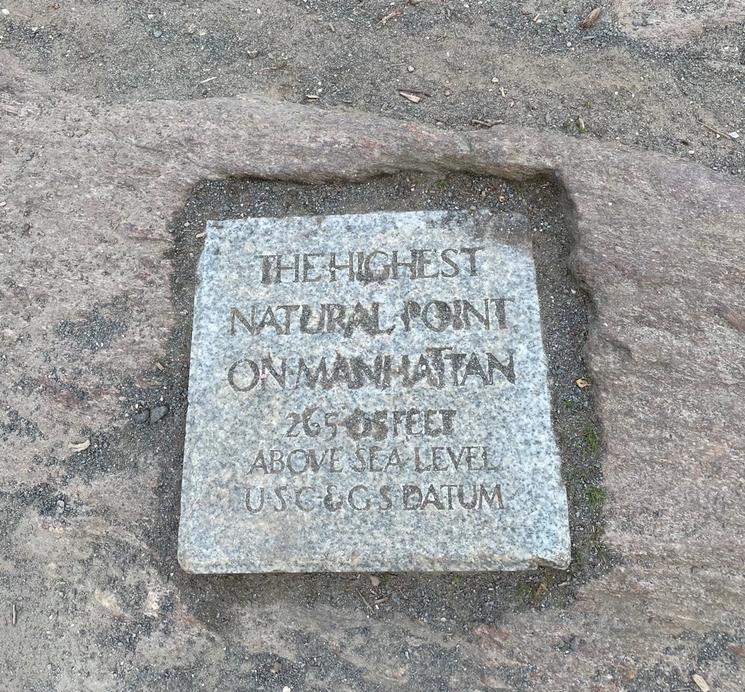 THE HIGHEST
NATURAL POINT
ON MANHATTAN
265·05 FEET
ABOVE SEA LEVEL
U·S·C·&G·S DATUM